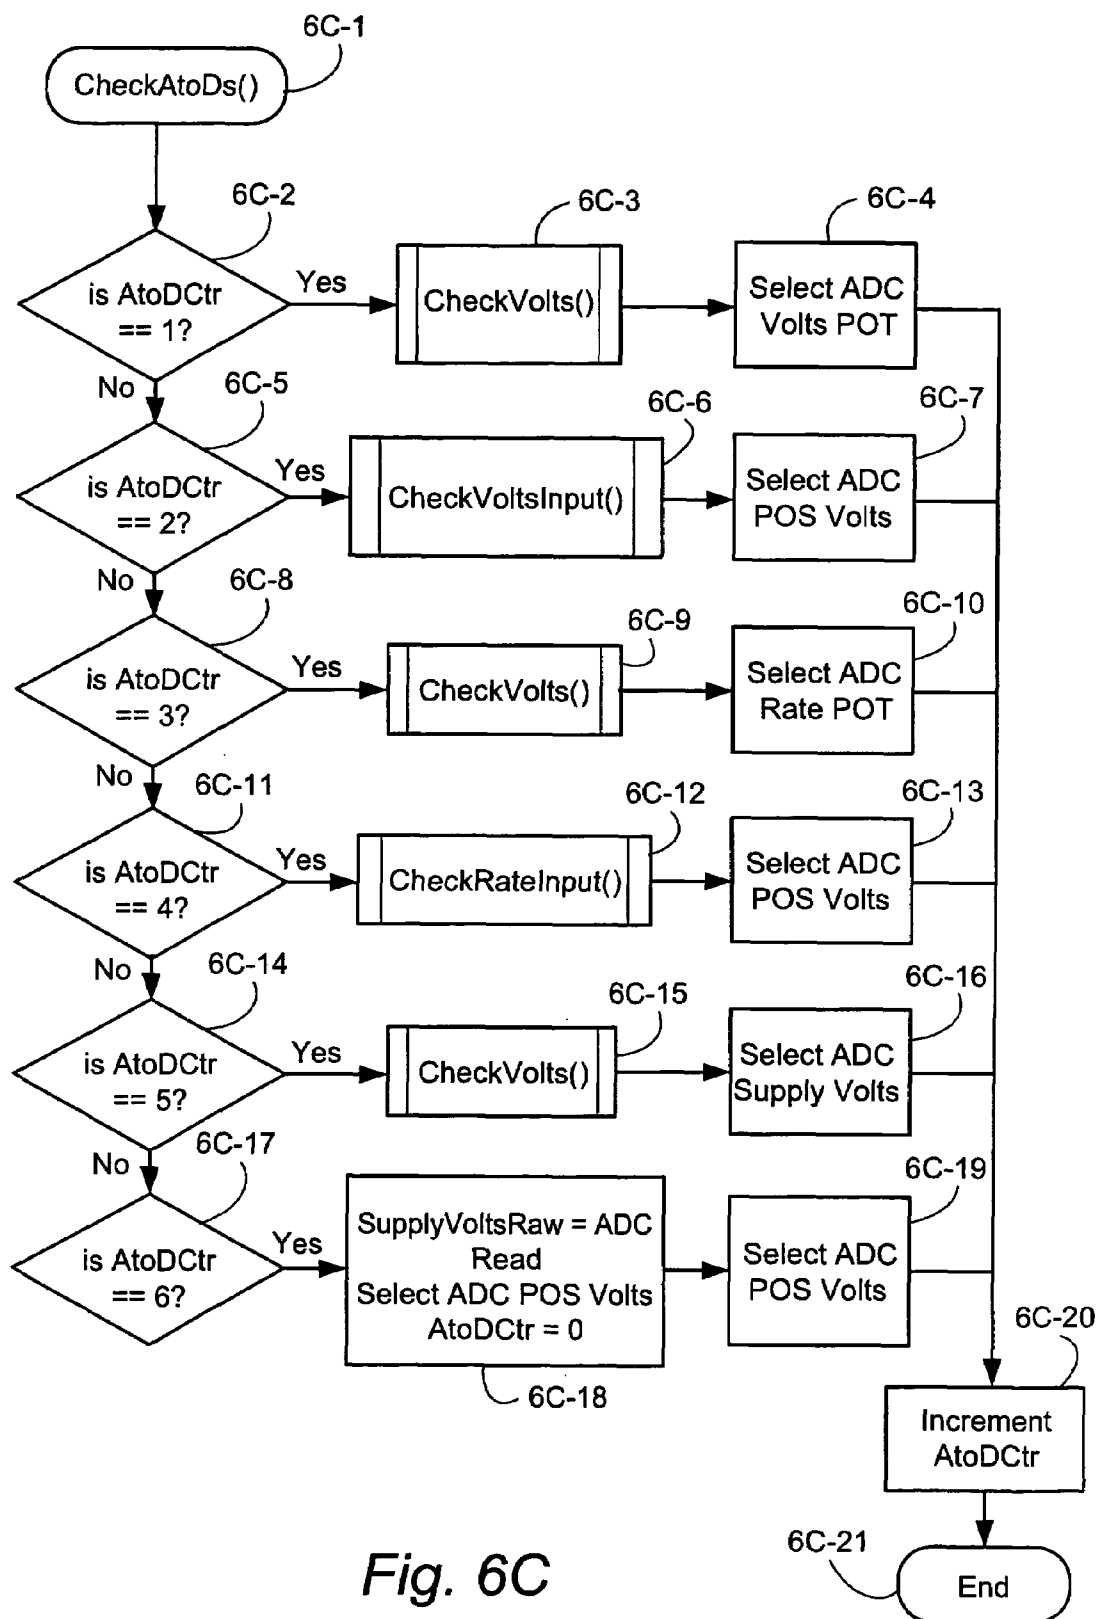 6C-1
CheckAtoDs()
6C-2
is AtoDCtr
== 1?
Yes
6C-3
CheckVolts()
6C-4
Select ADC
Volts POT
No
6C-5
is AtoDCtr
== 2?
Yes
6C-6
CheckVoltsInput()
6C-7
Select ADC
POS Volts
No
6C-8
is AtoDCtr
== 3?
Yes
6C-9
CheckVolts()
6C-10
Select ADC
Rate POT
No
6C-11
is AtoDCtr
== 4?
Yes
6C-12
CheckRateInput()
6C-13
Select ADC
POS Volts
No
6C-14
is AtoDCtr
== 5?
Yes
6C-15
CheckVolts()
6C-16
Select ADC
Supply Volts
No
6C-17
is AtoDCtr
== 6?
Yes
SupplyVoltsRaw = ADC
Read
Select ADC POS Volts
AtoDCtr = 0
6C-18
6C-19
Select ADC
POS Volts
6C-20
Increment
AtoDCtr
6C-21
End
Fig. 6C